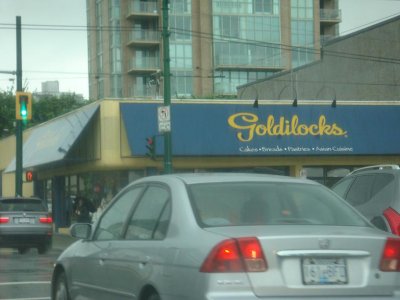 Goldilocks
Cakes • Breads • Pastries • Asian Cuisine